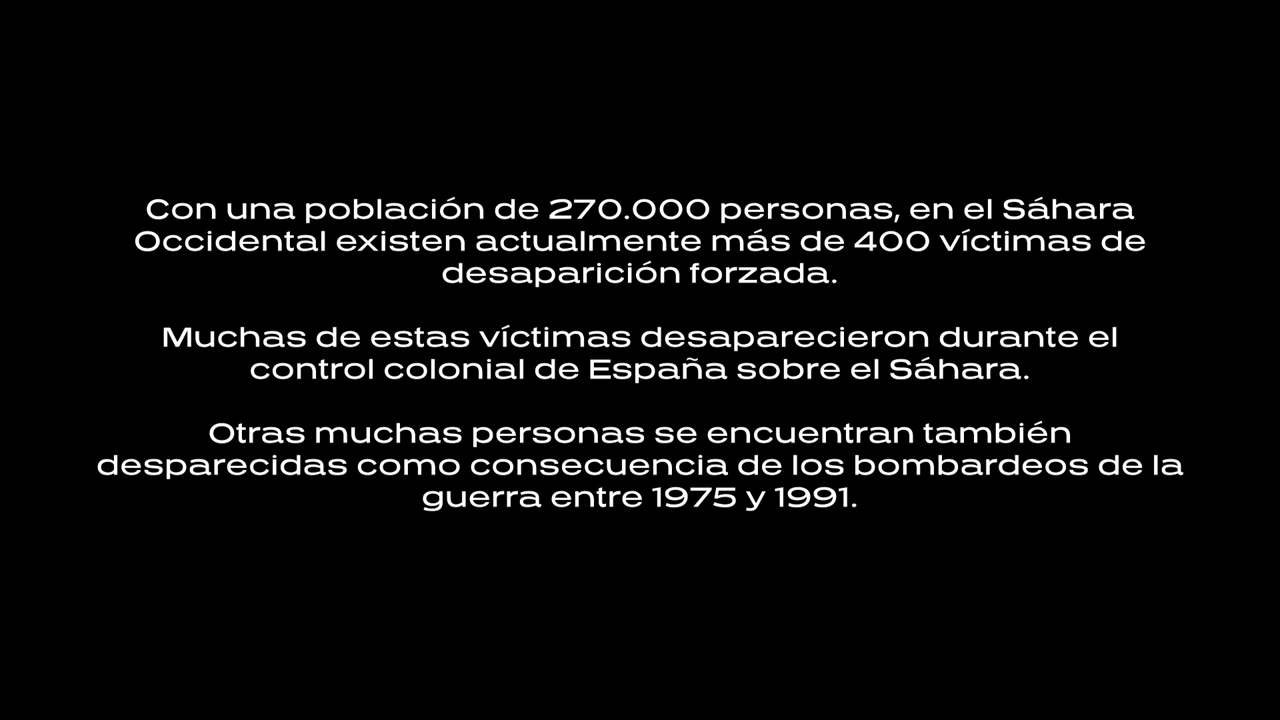 Con una población de 270.000 personas, en el Sáhara
Occidental existen actualmente más de 400 víctimas de
desaparición forzada.
Muchas de estas víctimas desaparecieron durante el
control colonial de España sobre el Sáhara.
Otras muchas personas se encuentran también
desparecidas como consecuencia de los bombardeos de la
guerra entre 1975 y 1991.